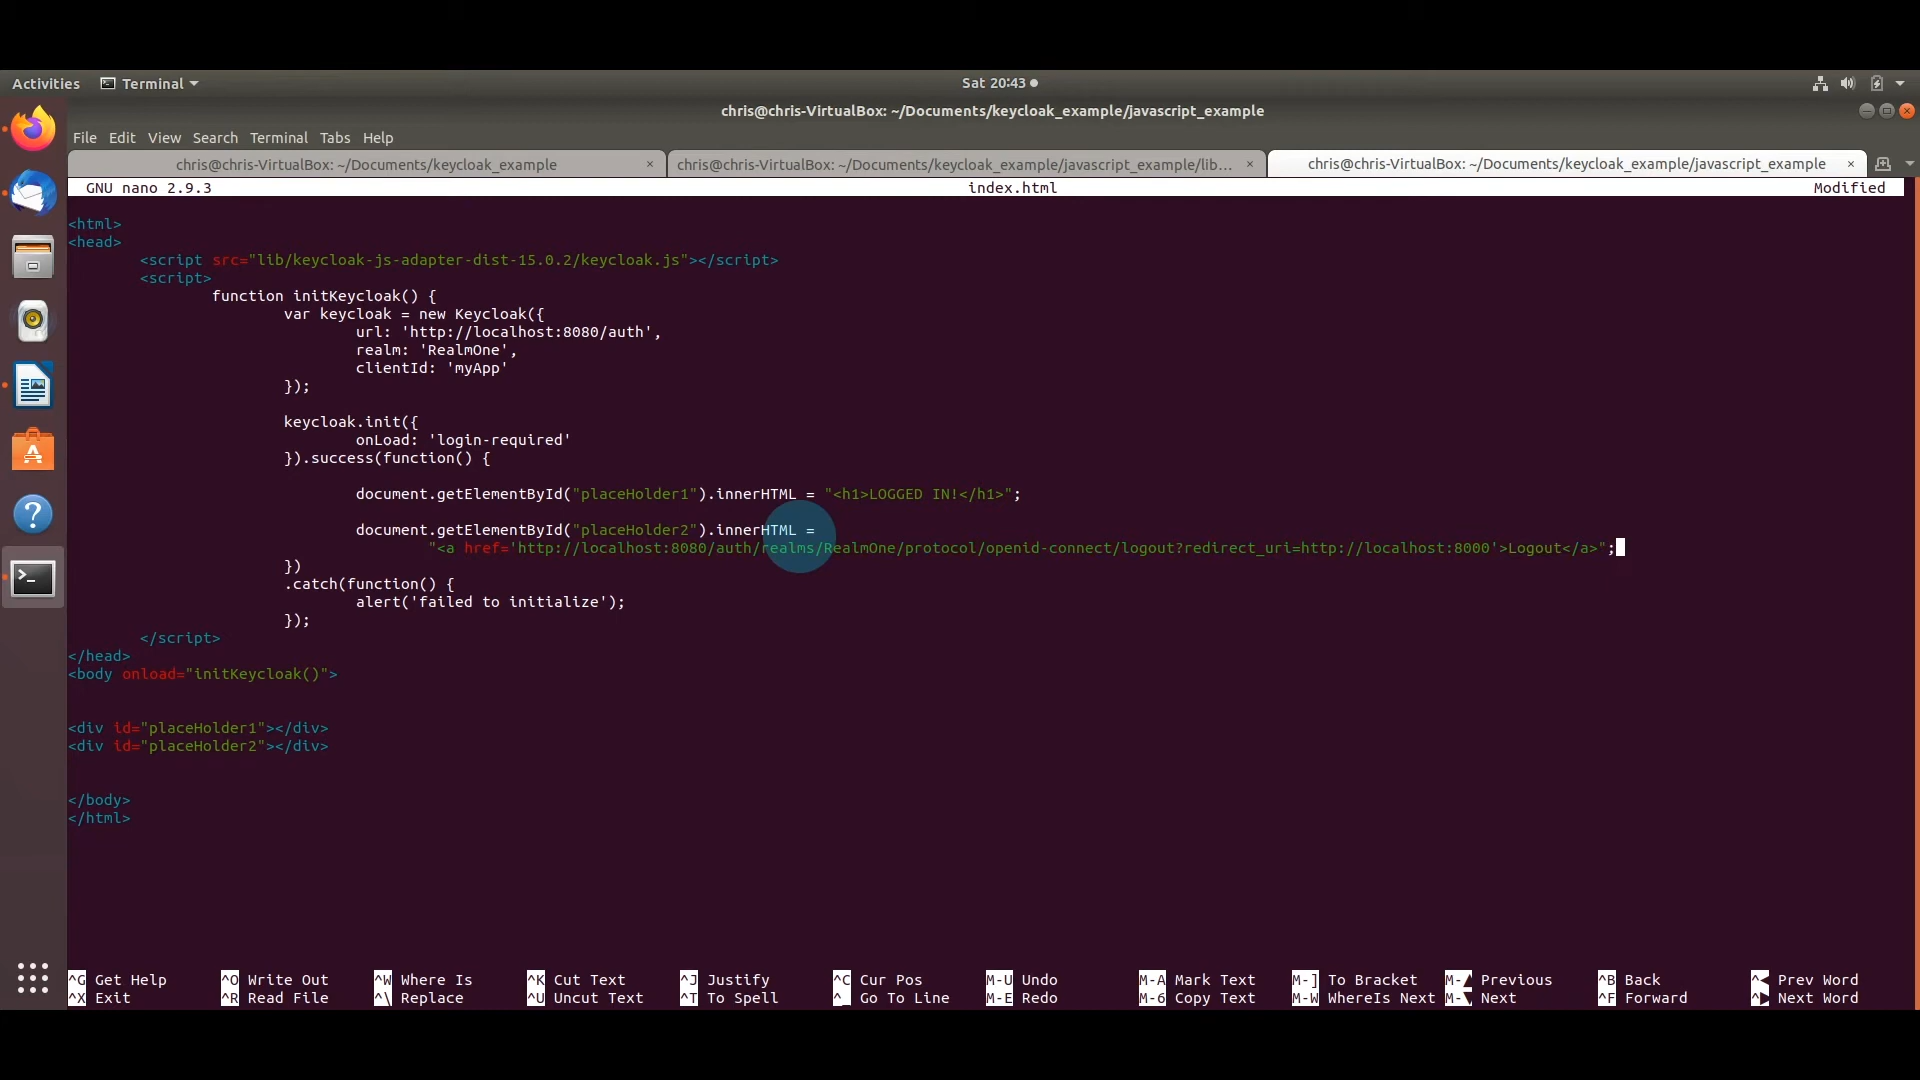 Activities Terminal Sat 20:43
chris@chris-VirtualBox: ~/Documents/keycloak_example/javascript_example
File Edit View Search Terminal Tabs Help
chris@chris-VirtualBox: ~/Documents/keycloak_example × chris@chris-VirtualBox: ~/Documents/keycloak_example/javascript_example/lib... × chris@chris-VirtualBox: ~/Documents/keycloak_example/javascript_example ×
GNU nano 2.9.3 index.html Modified
<html>
<head>
<script src="lib/keycloak-js-adapter-dist-15.0.2/keycloak.js"></script>
<script>
function initKeycloak() {
var keycloak = new Keycloak({
url: 'http://localhost:8080/auth',
realm: 'RealmOne',
clientId: 'myApp'
});
keycloak.init({
onLoad: 'login-required'
}).success(function() {
document.getElementById("placeHolder1").innerHTML = "<h1>LOGGED IN!</h1>";
document.getElementById("placeHolder2").innerHTML =
"<a href='http://localhost:8080/auth/realms/RealmOne/protocol/openid-connect/logout?redirect_uri=http://localhost:8000'>Logout</a>";
})
.catch(function() {
alert('failed to initialize');
});
</script>
</head>
<body onload="initKeycloak()">
<div id="placeHolder1"></div>
<div id="placeHolder2"></div>
</body>
</html>
^G Get Help ^O Write Out ^W Where Is ^K Cut Text ^J Justify ^C Cur Pos M-U Undo M-A Mark Text M-] To Bracket M-▲ Previous ^B Back ^◀ Prev Word
^X Exit ^R Read File ^\ Replace ^U Uncut Text ^T To Spell ^_ Go To Line M-E Redo M-6 Copy Text M-W WhereIs Next M-▼ Next ^F Forward ^▶ Next Word